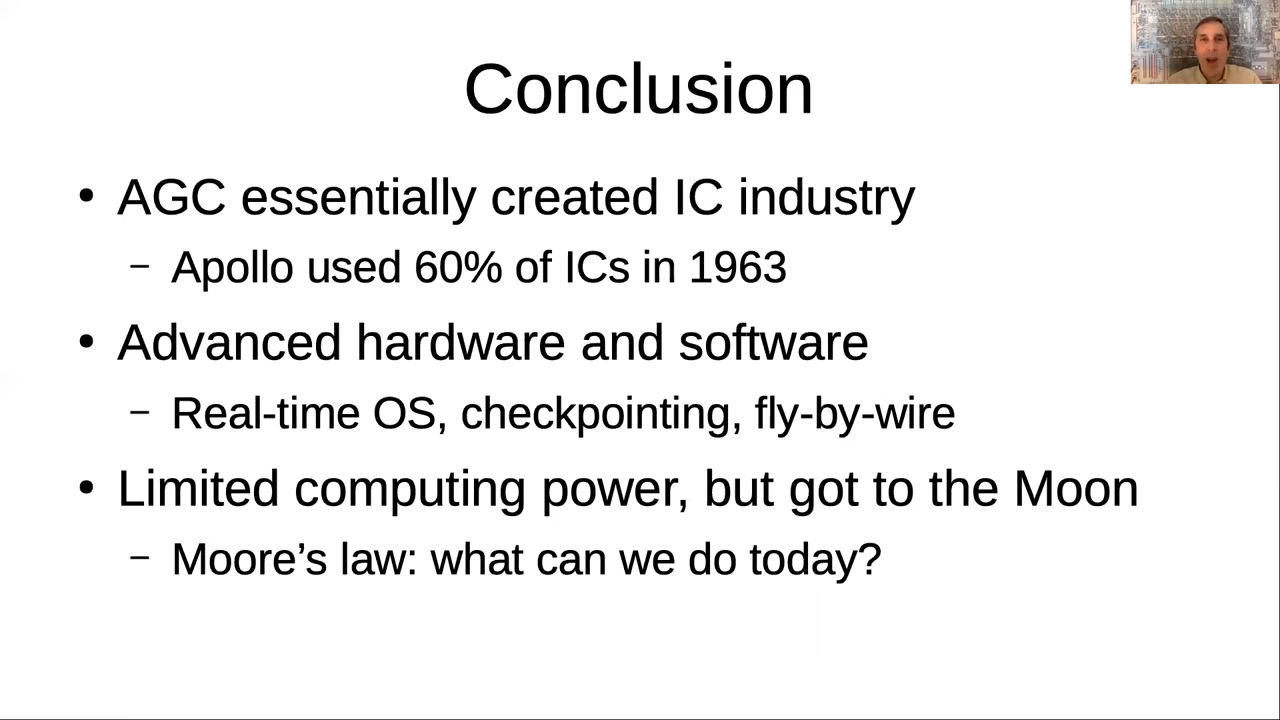 Conclusion
• AGC essentially created IC industry
– Apollo used 60% of ICs in 1963
• Advanced hardware and software
– Real-time OS, checkpointing, fly-by-wire
• Limited computing power, but got to the Moon
– Moore’s law: what can we do today?